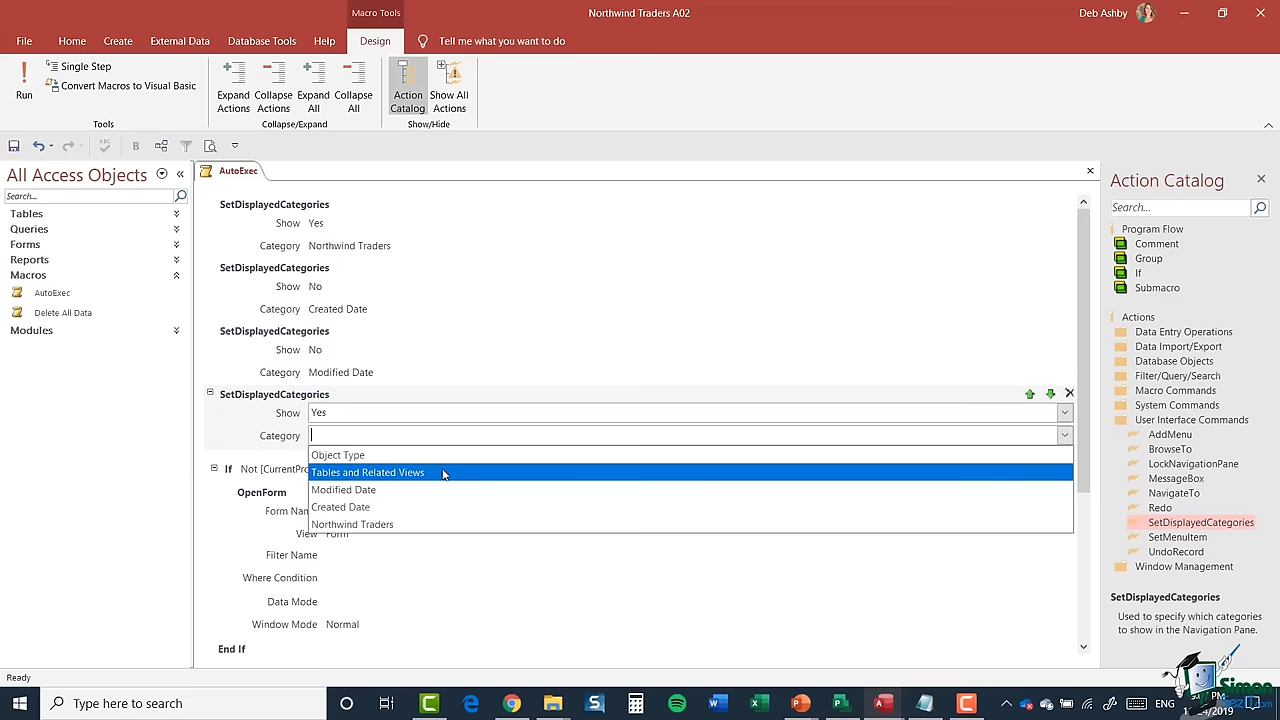 Macro Tools
Northwind Traders A02
Deb Ashby
File Home Create External Data Database Tools Help Design Tell me what you want to do
Run
Single Step
Convert Macros to Visual Basic
Tools
Expand Actions
Collapse Actions
Expand All
Collapse All
Collapse/Expand
Action Catalog
Show All Actions
Show/Hide
ABC
B
All Access Objects
Search...
Tables
Queries
Forms
Reports
Macros
AutoExec
Delete All Data
Modules
AutoExec
SetDisplayedCategories
Show Yes
Category Northwind Traders
SetDisplayedCategories
Show No
Category Created Date
SetDisplayedCategories
Show No
Category Modified Date
SetDisplayedCategories
Show Yes
Category
Object Type
Tables and Related Views
Modified Date
Created Date
Northwind Traders
If Not
OpenForm
Form
View Form
Filter Name
Where Condition
Data Mode
Window Mode Normal
End If
Action Catalog
Search...
Program Flow
Comment
Group
If
Submacro
Actions
Data Entry Operations
Data Import/Export
Database Objects
Filter/Query/Search
Macro Commands
System Commands
User Interface Commands
AddMenu
BrowseTo
LockNavigationPane
MessageBox
NavigateTo
Redo
SetDisplayedCategories
SetMenuItem
UndoRecord
Window Management
SetDisplayedCategories
Used to specify which categories
to show in the Navigation Pane.
Ready
Type here to search
ENG
Simon